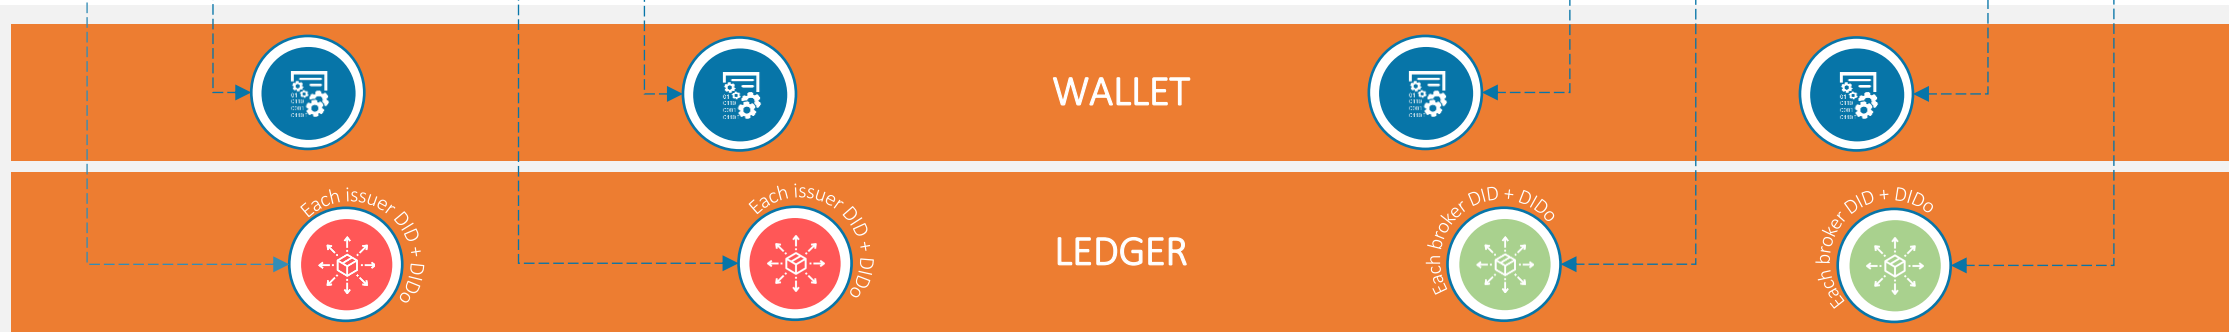 WALLET
Each issuer DID + DIDo
Each issuer DID + DIDo
LEDGER
Each broker DID + DIDo
Each broker DID + DIDo